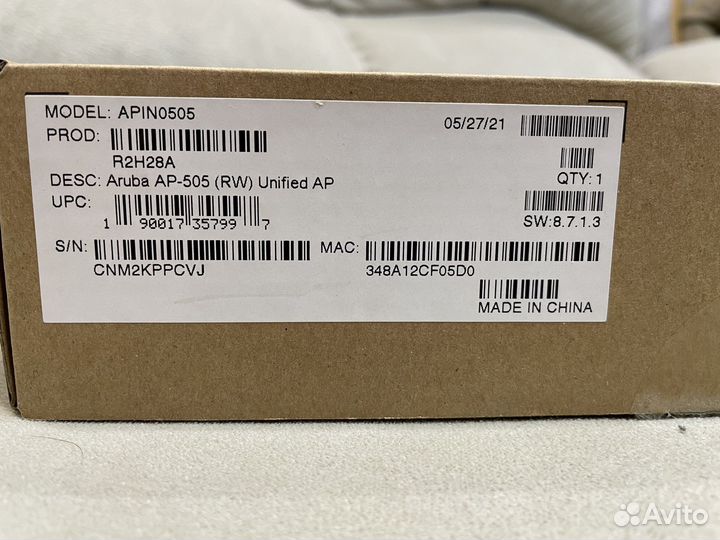 MODEL: APIN0505
05/27/21
PROD:
R2H28A
QTY: 1
DESC: Aruba AP-505 (RW) Unified AP
UPC:
1 90017 35799 7
SW:8.7.1.3
S/N:
CNM2KPPCVJ
MAC:
348A12CF05D0
MADE IN CHINA
Avito